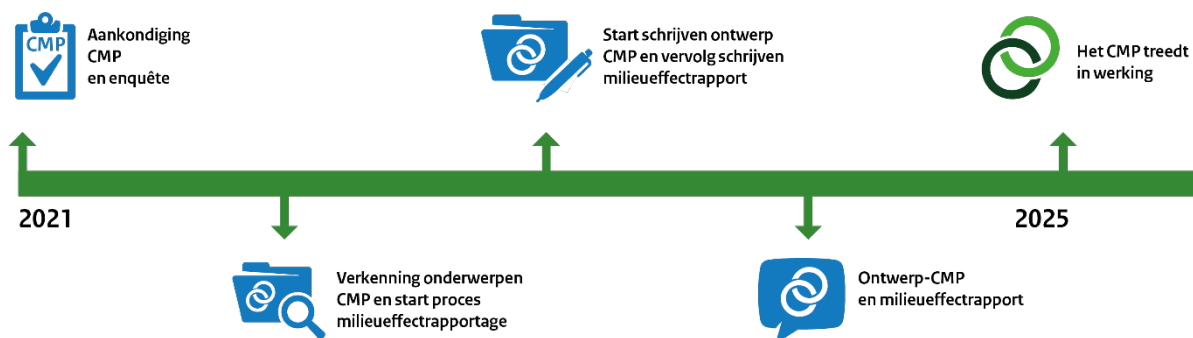 CMP
Aankondiging
CMP
en enquête
Start schrijven ontwerp
CMP en vervolg schrijven
milieueffectrapport
Het CMP treedt
in werking
2021
2025
Verkenning onderwerpen
CMP en start proces
milieueffectrapportage
Ontwerp-CMP
en milieueffectrapport